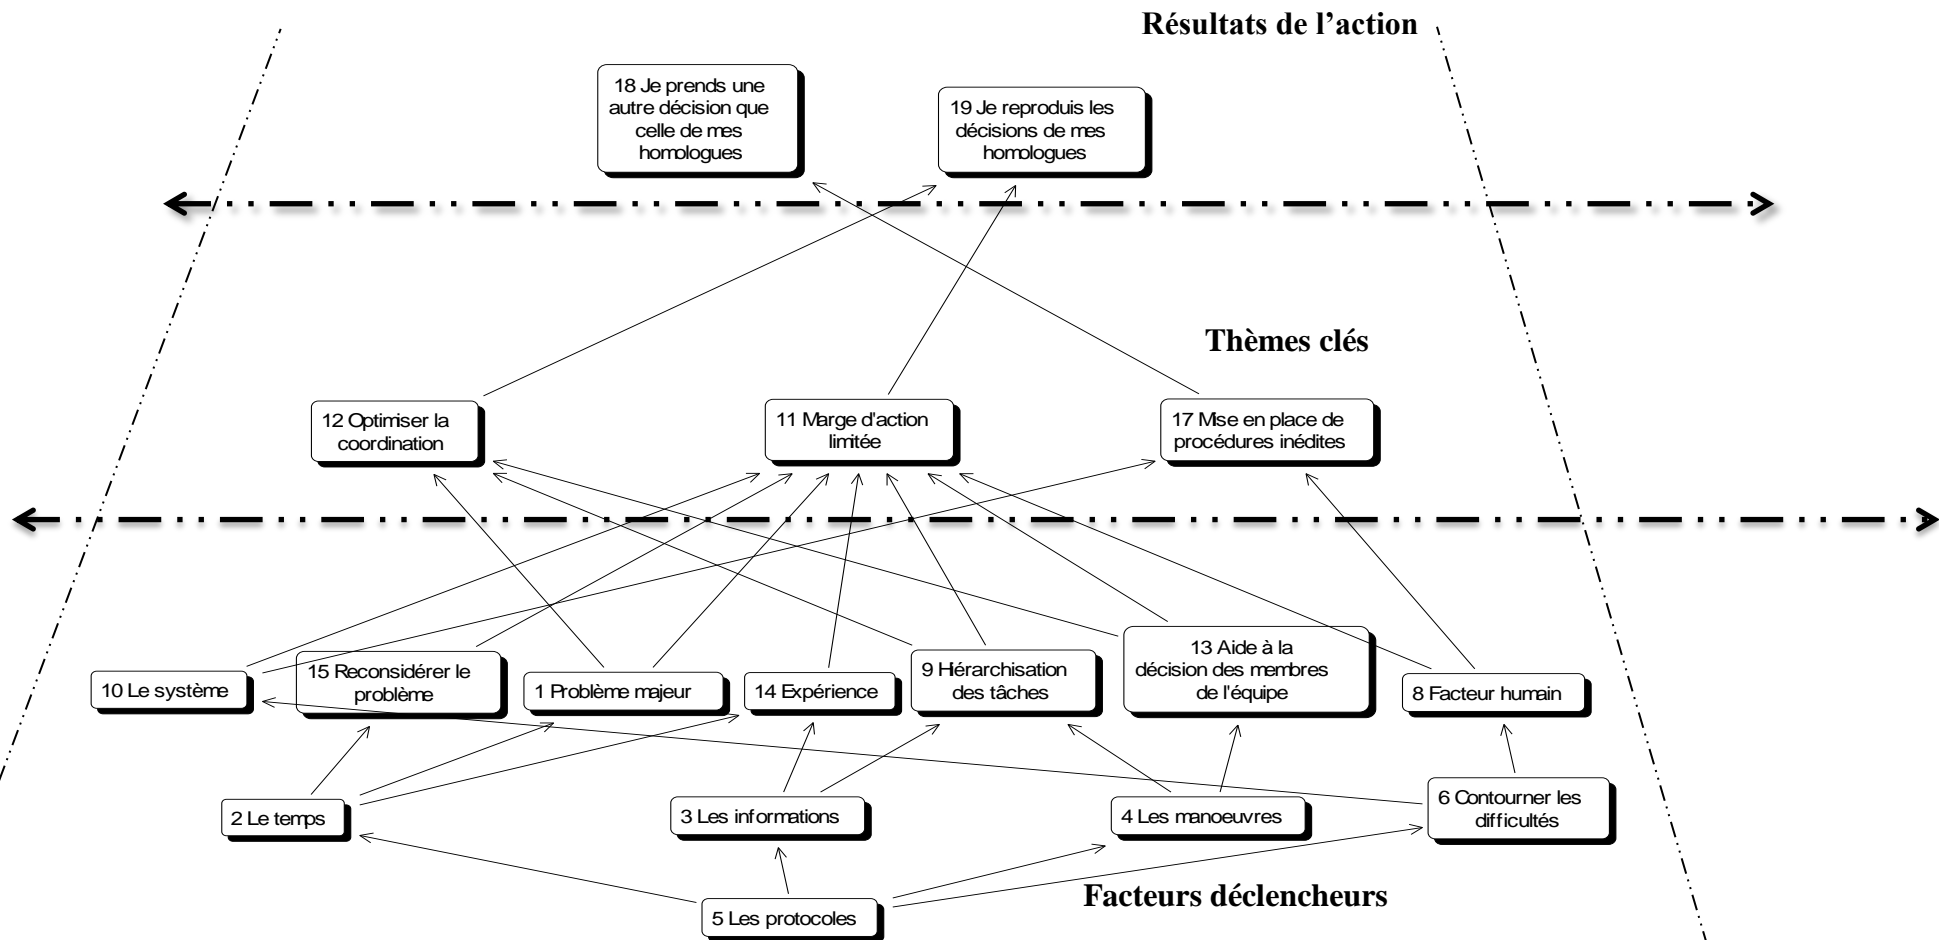 Résultats de l'action
18 Je prends une
autre décision que
celle de mes
homologues
19 Je reproduis les
décisions de mes
homologues
Thèmes clés
12 Optimiser la
coordination
11 Marge d'action
limitée
17 Mise en place de
procédures inédites
10 Le système
15 Reconsidérer le
problème
1 Problème majeur
14 Expérience
9 Hérarchisation
des tâches
13 Aide à la
décision des membres
de l'équipe
8 Facteur humain
2 Le temps
3 Les informations
4 Les manoeuvres
6 Contourner les
difficultés
Facteurs déclencheurs
5 Les protocoles